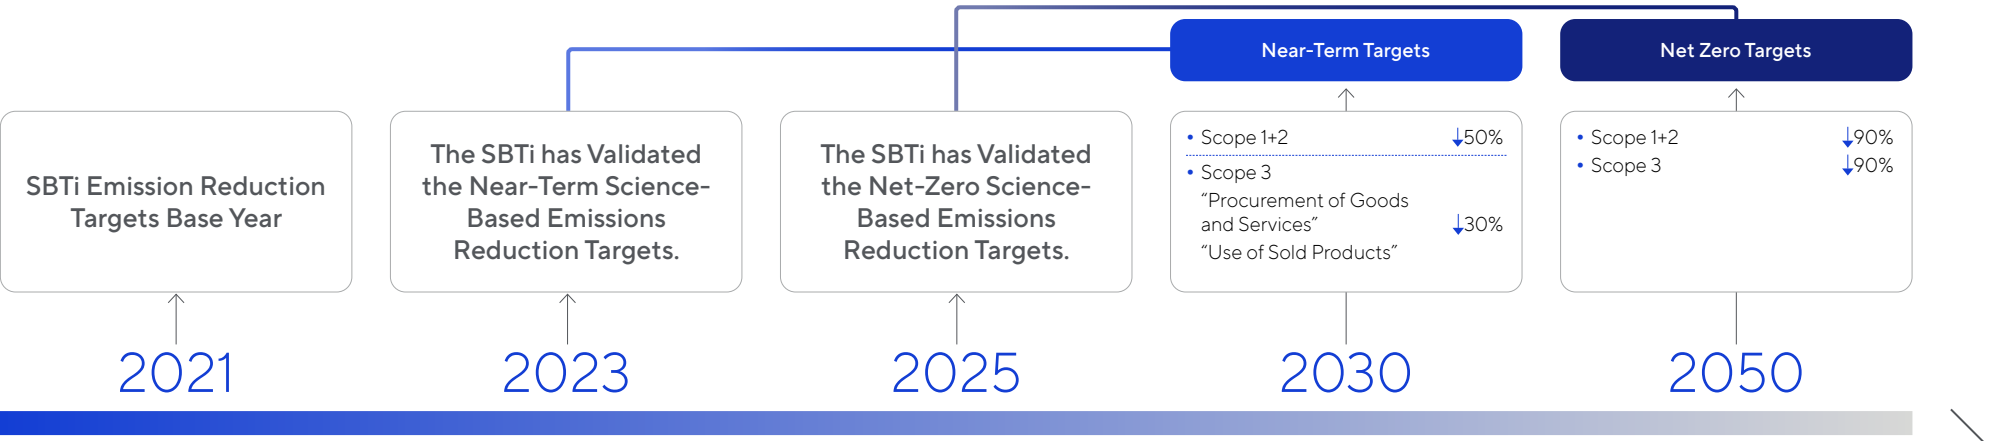 Near-Term Targets
Net Zero Targets
SBTi Emission Reduction
Targets Base Year
The SBTi has Validated
the Near-Term Science-
Based Emissions
Reduction Targets.
The SBTi has Validated
the Net-Zero Science-
Based Emissions
Reduction Targets.
• Scope 1+2 ↓50%
• Scope 3
“Procurement of Goods
and Services” ↓30%
“Use of Sold Products”
• Scope 1+2 ↓90%
• Scope 3 ↓90%
2021
2023
2025
2030
2050